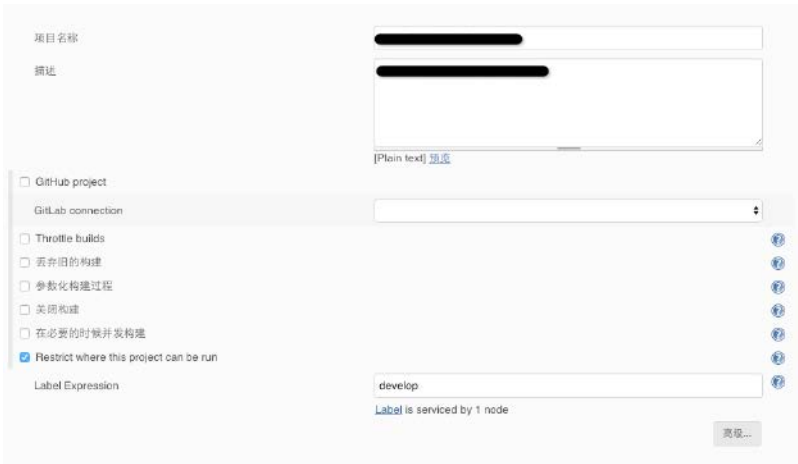 项目名称
描述
[Plain text] 预览
GitHub project
GitLab connection
Throttle builds
丢弃旧的构建
参数化构建过程
关闭构建
在必要的时候并发构建
Restrict where this project can be run
Label Expression
develop
Label is serviced by 1 node
高级...